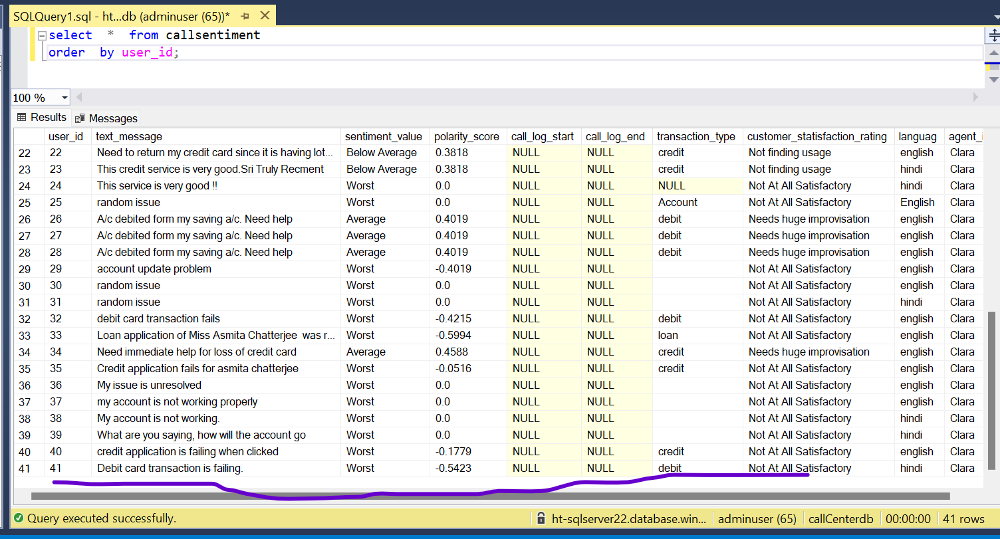 SQLQuery1.sql - ht...db (adminuser (65))*
select * from callsentiment
order by user_id;
100 %
Results Messages
user_id text_message sentiment_value polarity_score call_log_start call_log_end transaction_type customer_statisfaction_rating languag agent_i
22 22 Need to return my credit card since it is having lot... Below Average 0.3818 NULL NULL credit Not finding usage english Clara
23 23 This credit service is very good.Sri Truly Recment Below Average 0.3818 NULL NULL credit Not finding usage hindi Clara
24 24 This service is very good !! Worst 0.0 NULL NULL NULL Not At All Satisfactory hindi Clara
25 25 random issue Worst 0.0 NULL NULL Account Not At All Satisfactory English Clara
26 26 A/c debited form my saving a/c. Need help Average 0.4019 NULL NULL debit Needs huge improvisation english Clara
27 27 A/c debited form my saving a/c. Need help Average 0.4019 NULL NULL debit Needs huge improvisation english Clara
28 28 A/c debited form my saving a/c. Need help Average 0.4019 NULL NULL debit Needs huge improvisation english Clara
29 29 account update problem Worst -0.4019 NULL NULL Not At All Satisfactory english Clara
30 30 random issue Worst 0.0 NULL NULL Not At All Satisfactory english Clara
31 31 random issue Worst 0.0 NULL NULL Not At All Satisfactory hindi Clara
32 32 debit card transaction fails Worst -0.4215 NULL NULL debit Not At All Satisfactory english Clara
33 33 Loan application of Miss Asmita Chatterjee was r... Worst -0.5994 NULL NULL loan Not At All Satisfactory english Clara
34 34 Need immediate help for loss of credit card Average 0.4588 NULL NULL credit Needs huge improvisation english Clara
35 35 Credit application fails for asmita chatterjee Worst -0.0516 NULL NULL credit Not At All Satisfactory english Clara
36 36 My issue is unresolved Worst 0.0 NULL NULL Not At All Satisfactory english Clara
37 37 my account is not working properly Worst 0.0 NULL NULL Not At All Satisfactory english Clara
38 38 My account is not working. Worst 0.0 NULL NULL Not At All Satisfactory hindi Clara
39 39 What are you saying, how will the account go Worst 0.0 NULL NULL Not At All Satisfactory hindi Clara
40 40 credit application is failing when clicked Worst -0.1779 NULL NULL credit Not At All Satisfactory english Clara
41 41 Debit card transaction is failing. Worst -0.5423 NULL NULL debit Not At All Satisfactory hindi Clara
Query executed successfully. ht-sqlserver22.database.win... adminuser (65) callCenterdb 00:00:00 41 rows